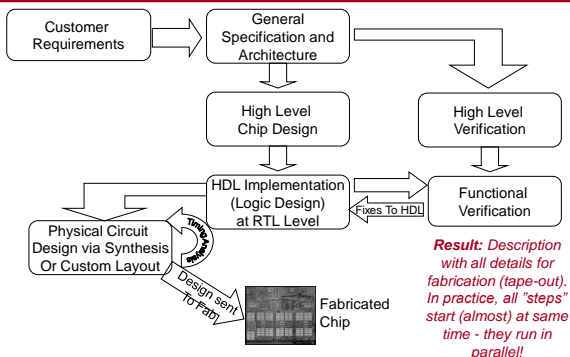 Customer
Requirements
General
Specification and
Architecture
High Level
Chip Design
High Level
Verification
HDL Implementation
(Logic Design)
at RTL Level
Fixes To HDL
Functional
Verification
Timing Analysis
Physical Circuit
Design via Synthesis
Or Custom Layout
Design sent
To Fab
Fabricated
Chip
Result: Description
with all details for
fabrication (tape-out).
In practice, all "steps"
start (almost) at same
time - they run in
parallel!